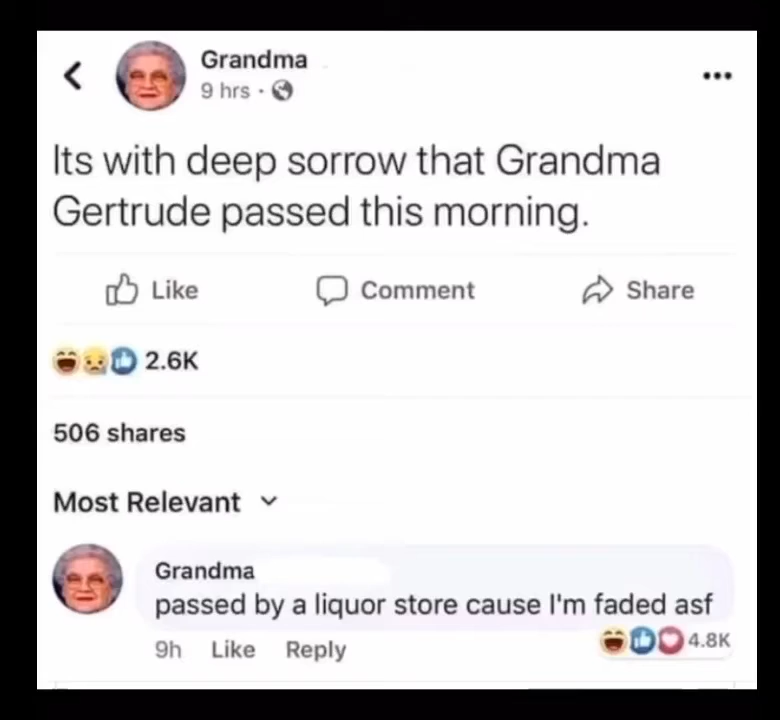 Grandma
9 hrs ·
Its with deep sorrow that Grandma
Gertrude passed this morning.
Like Comment Share
2.6K
506 shares
Most Relevant
Grandma
passed by a liquor store cause I'm faded asf
9h Like Reply 4.8K